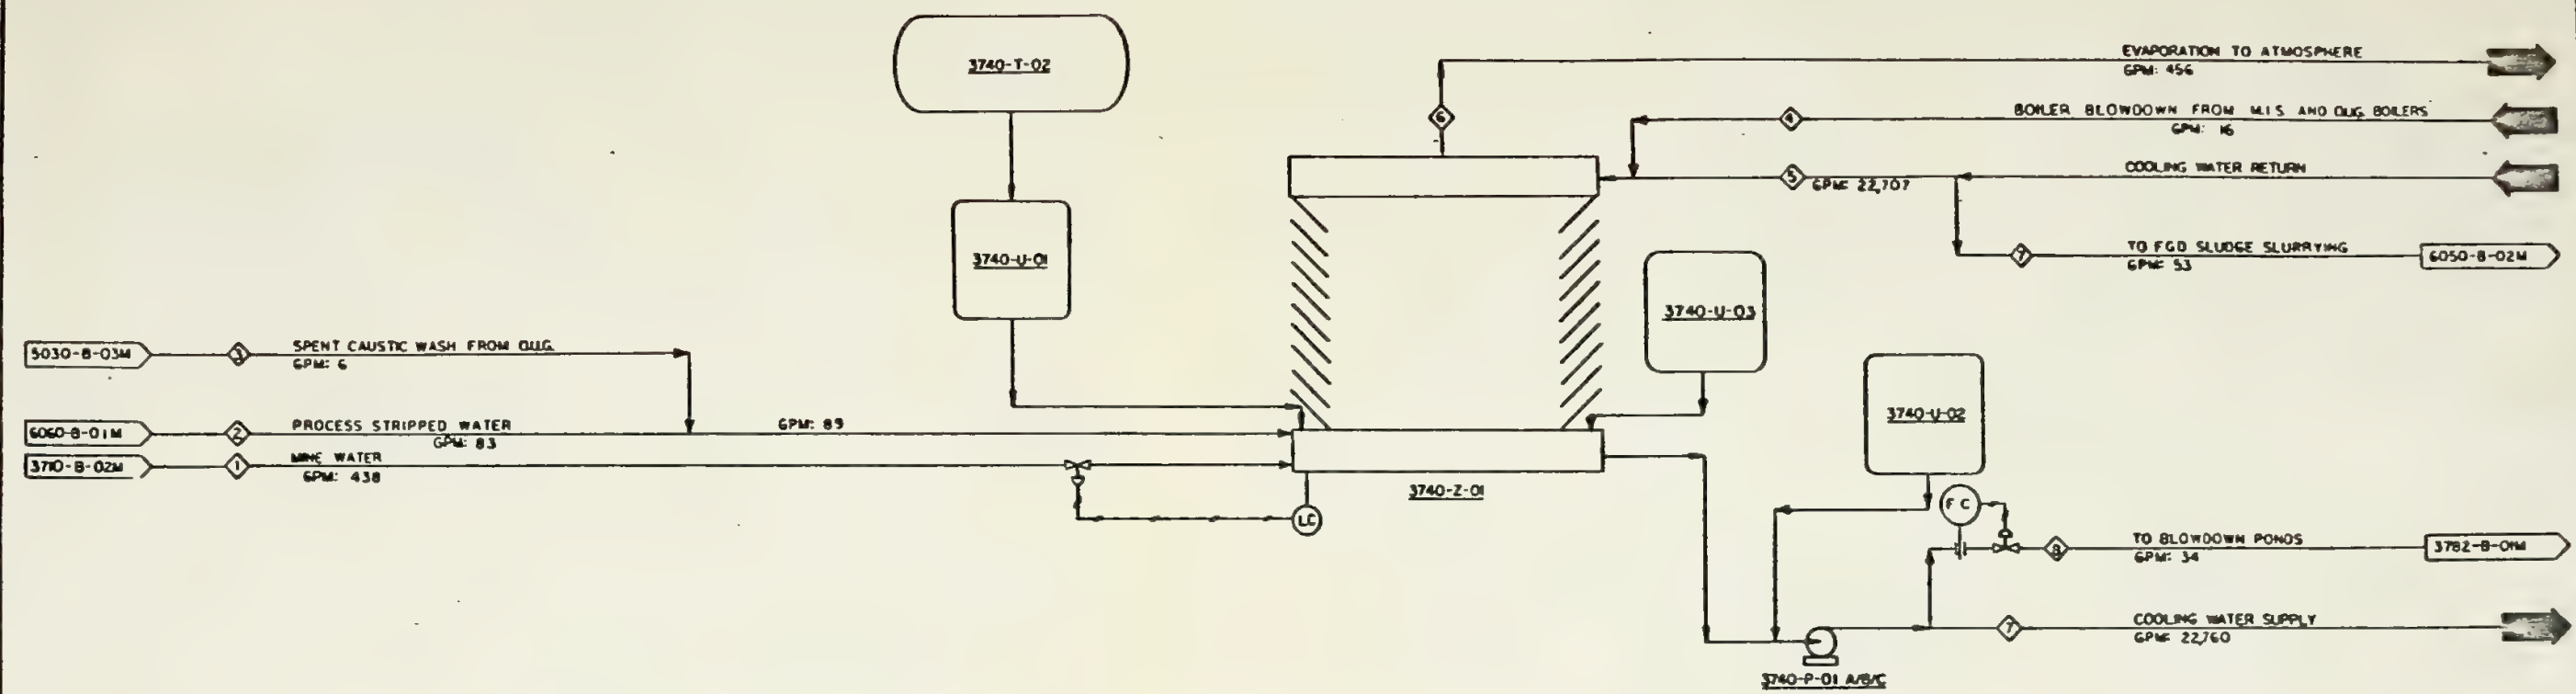 3740-T-02
EVAPORATION TO ATMOSPHERE
GPM: 456
6
4
BOILER BLOWDOWN FROM M.I.S AND O.U.G. BOILERS
GPM: 16
5
GPM: 22,707
COOLING WATER RETURN
3740-U-01
7
TO FGD SLUDGE SLURRYING
GPM: 53
6050-B-02M
3740-U-03
5030-B-03M
3
SPENT CAUSTIC WASH FROM O.U.G.
GPM: 6
6060-B-01M
2
PROCESS STRIPPED WATER
GPM: 83
GPM: 89
3710-B-02M
1
MINE WATER
GPM: 438
LC
3740-Z-01
3740-U-02
FC
8
TO BLOWDOWN PONDS
GPM: 34
3782-B-01M
7
COOLING WATER SUPPLY
GPM: 22,760
3740-P-01 A/B/C